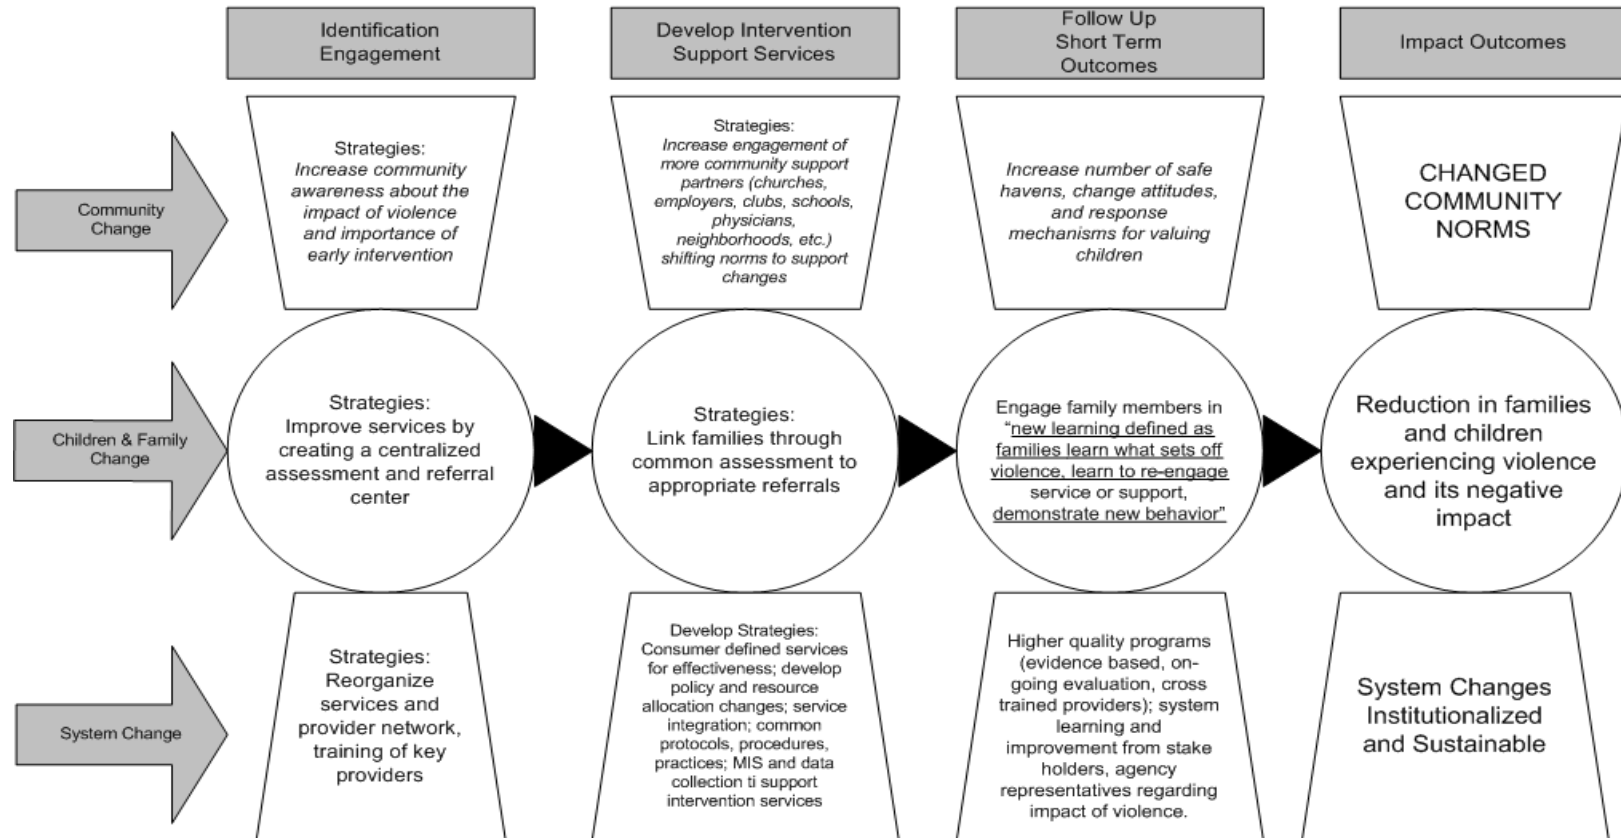 Identification
Engagement
Develop Intervention
Support Services
Follow Up
Short Term
Outcomes
Impact Outcomes
Community
Change
Strategies:
Increase community
awareness about the
impact of violence
and importance of
early intervention
Strategies:
Increase engagement of
more community support
partners (churches,
employers, clubs, schools,
physicians,
neighborhoods, etc.)
shifting norms to support
changes
Increase number of safe
havens, change attitudes,
and response
mechanisms for valuing
children
CHANGED
COMMUNITY
NORMS
Children & Family
Change
Strategies:
Improve services by
creating a centralized
assessment and referral
center
Strategies:
Link families through
common assessment to
appropriate referrals
Engage family members in
“new learning defined as
families learn what sets off
violence, learn to re-engage
service or support,
demonstrate new behavior”
Reduction in families
and children
experiencing violence
and its negative
impact
System Change
Strategies:
Reorganize
services and
provider network,
training of key
providers
Develop Strategies:
Consumer defined services
for effectiveness; develop
policy and resource
allocation changes; service
integration; common
protocols, procedures,
practices; MIS and data
collection ti support
intervention services
Higher quality programs
(evidence based, on-
going evaluation, cross
trained providers); system
learning and
improvement from stake
holders, agency
representatives regarding
impact of violence.
System Changes
Institutionalized
and Sustainable